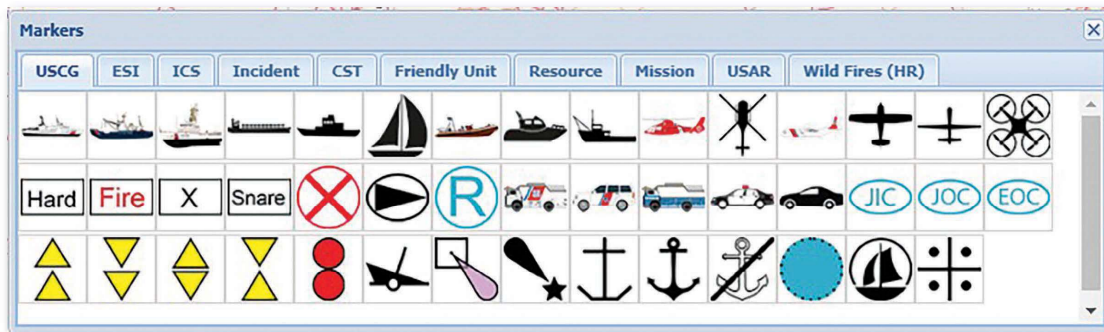 Markers
USCG ESI ICS Incident CST Friendly Unit Resource Mission USAR Wild Fires (HR)
Hard Fire X Snare R JIC JOC EOC